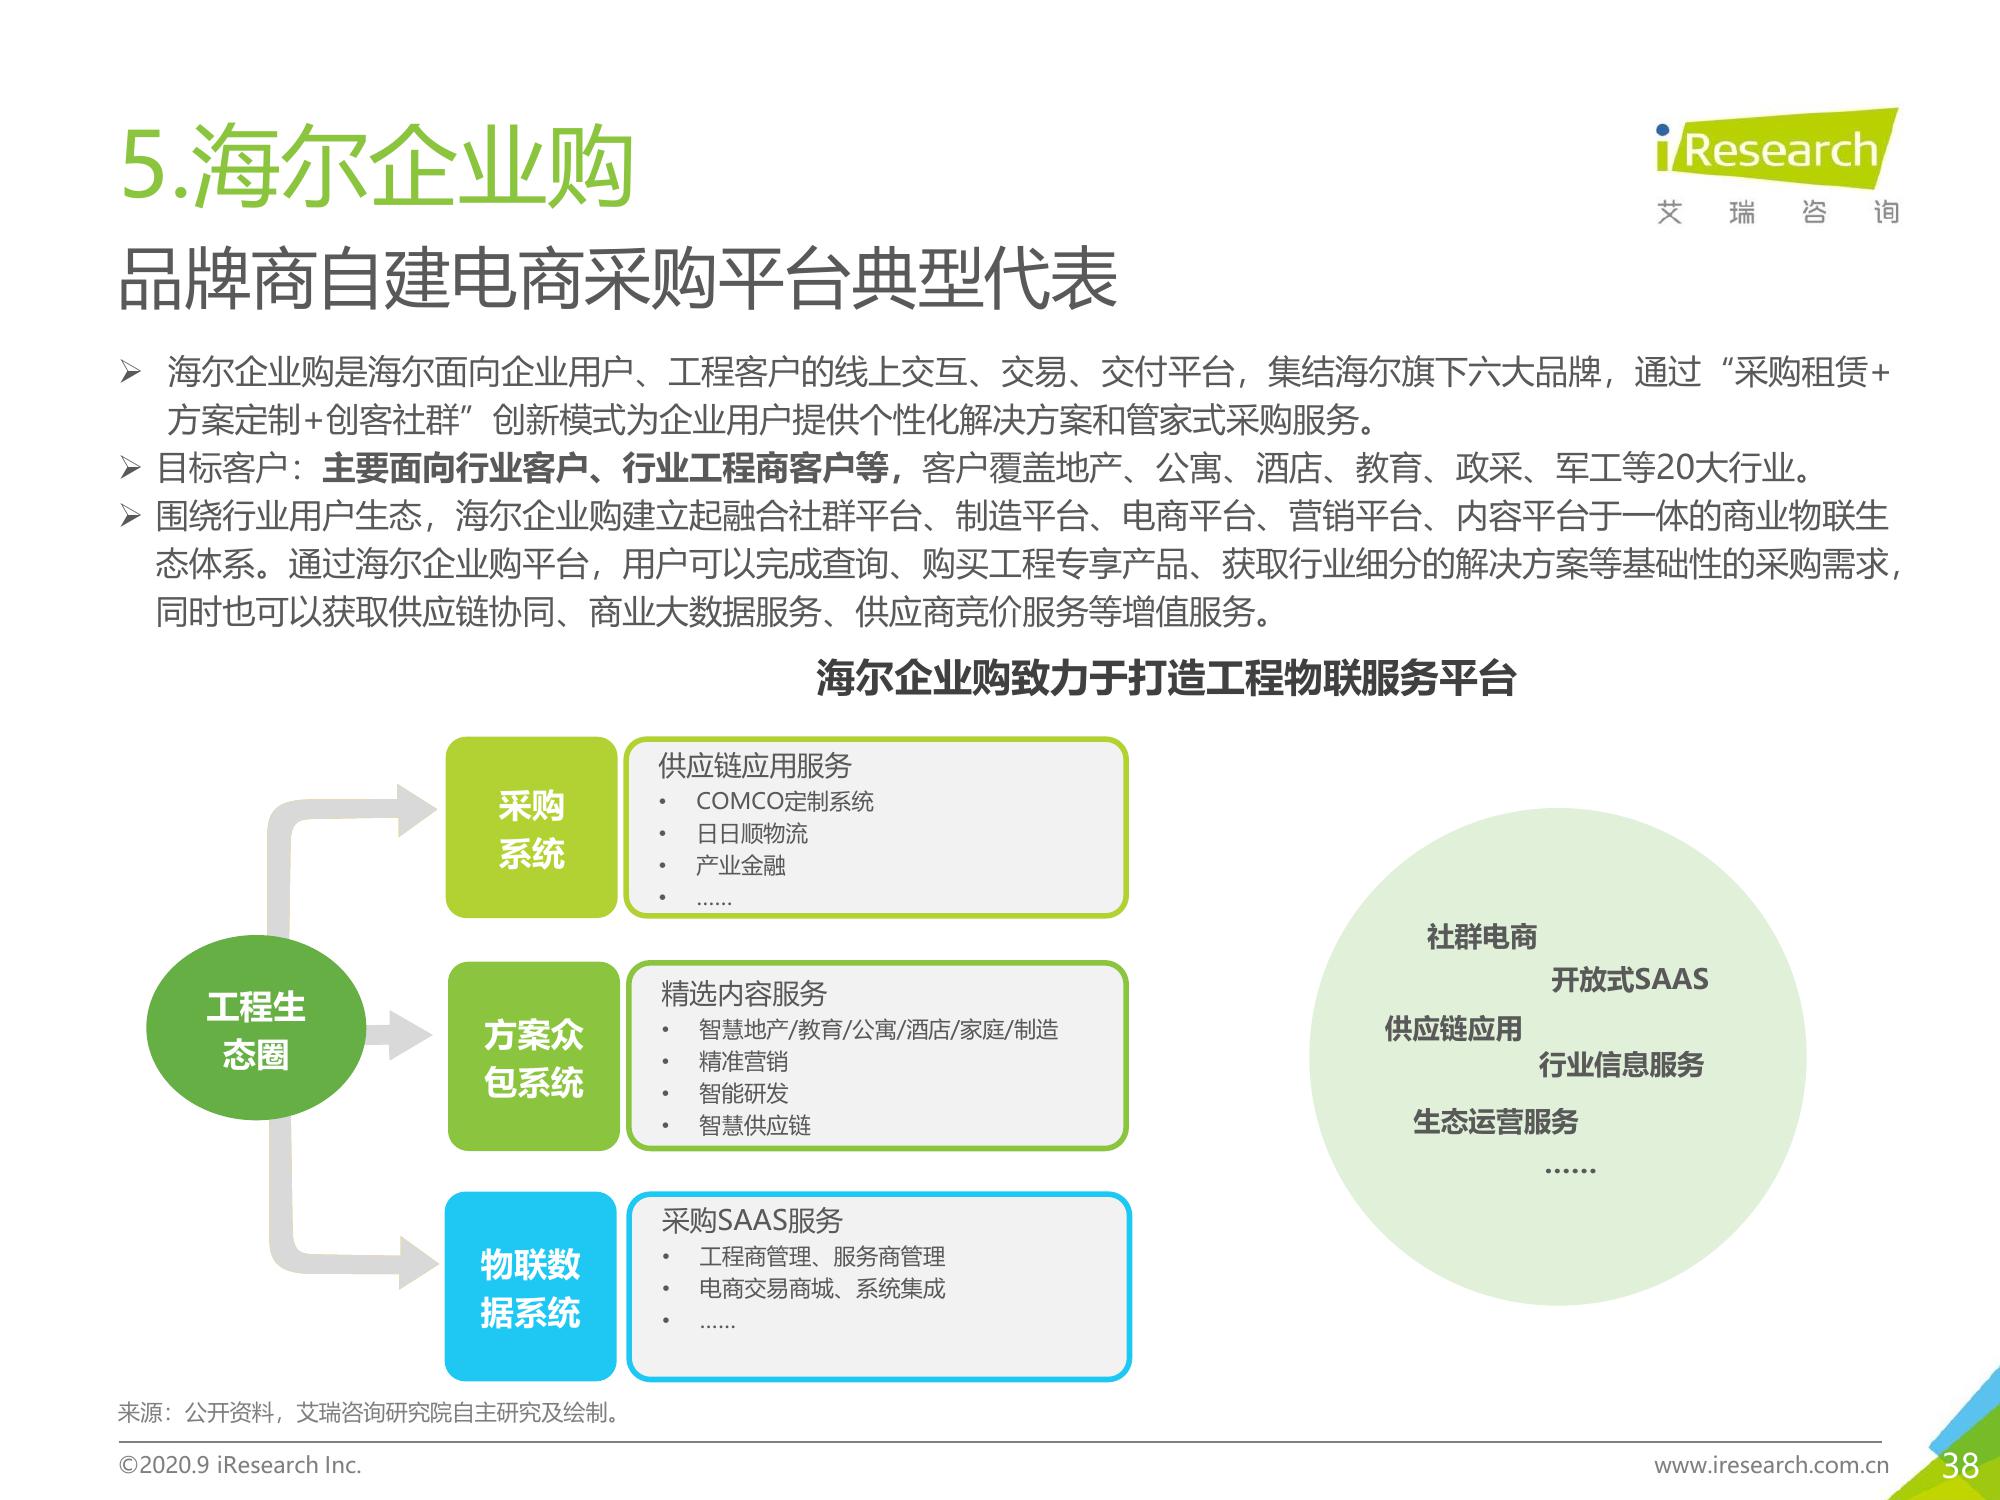 5.海尔企业购
iResearch
艾瑞咨询
品牌商自建电商采购平台典型代表
➢ 海尔企业购是海尔面向企业用户、工程客户的线上交互、交易、交付平台，集结海尔旗下六大品牌，通过“采购租赁+
方案定制+创客社群”创新模式为企业用户提供个性化解决方案和管家式采购服务。
➢ 目标客户：主要面向行业客户、行业工程商客户等，客户覆盖地产、公寓、酒店、教育、政采、军工等20大行业。
➢ 围绕行业用户生态，海尔企业购建立起融合社群平台、制造平台、电商平台、营销平台、内容平台于一体的商业物联生
态体系。通过海尔企业购平台，用户可以完成查询、购买工程专享产品、获取行业细分的解决方案等基础性的采购需求，
同时也可以获取供应链协同、商业大数据服务、供应商竞价服务等增值服务。
海尔企业购致力于打造工程物联服务平台
工程生
态圈
采购
系统
供应链应用服务
• COMCO定制系统
• 日日顺物流
• 产业金融
• ……
方案众
包系统
精选内容服务
• 智慧地产/教育/公寓/酒店/家庭/制造
• 精准营销
• 智能研发
• 智慧供应链
物联数
据系统
采购SAAS服务
• 工程商管理、服务商管理
• 电商交易商城、系统集成
• ……
社群电商
开放式SAAS
供应链应用
行业信息服务
生态运营服务
……
来源：公开资料，艾瑞咨询研究院自主研究及绘制。
©2020.9 iResearch Inc.
www.iresearch.com.cn
38